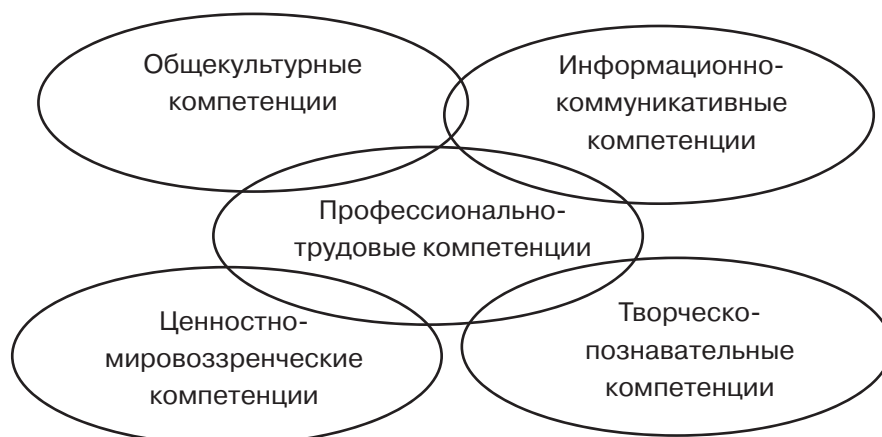 Общекультурные
компетенции
Информационно-
коммуникативные
компетенции
Профессионально-
трудовые компетенции
Ценностно-
мировоззренческие
компетенции
Творческо-
познавательные
компетенции